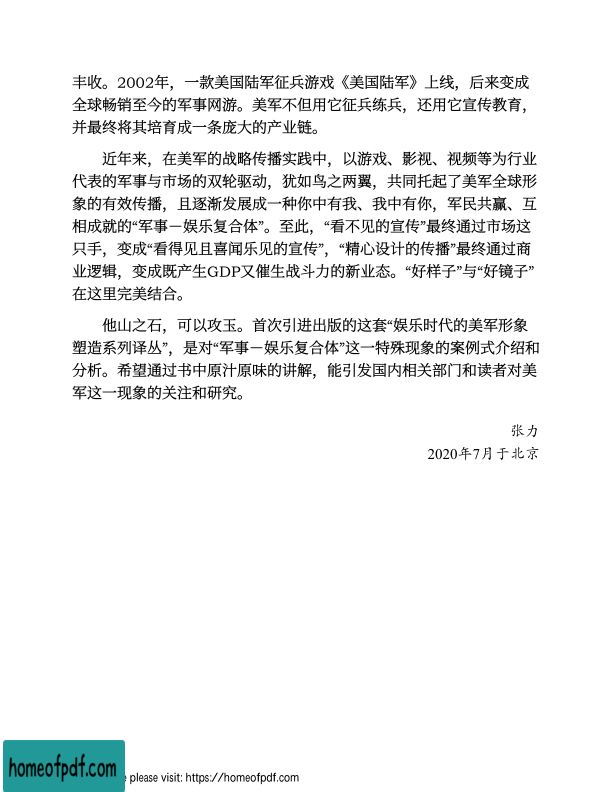 丰收。2002年，一款美国陆军征兵游戏《美国陆军》上线，后来变成
全球畅销至今的军事网游。美军不但用它征兵练兵，还用它宣传教育，
并最终将其培育成一条庞大的产业链。
近年来，在美军的战略传播实践中，以游戏、影视、视频等为行业
代表的军事与市场的双轮驱动，犹如鸟之两翼，共同托起了美军全球形
象的有效传播，且逐渐发展成一种你中有我、我中有你，军民共赢、互
相成就的“军事－娱乐复合体”。至此，“看不见的宣传”最终通过市场这
只手，变成“看得见且喜闻乐见的宣传”，“精心设计的传播”最终通过商
业逻辑，变成既产生GDP又催生战斗力的新业态。“好样子”与“好镜子”
在这里完美结合。
他山之石，可以攻玉。首次引进出版的这套“娱乐时代的美军形象
塑造系列译丛”，是对“军事－娱乐复合体”这一特殊现象的案例式介绍和
分析。希望通过书中原汁原味的讲解，能引发国内相关部门和读者对美
军这一现象的关注和研究。
张力
2020年7月于北京
homeofpdf.com
e please visit: https://homeofpdf.com